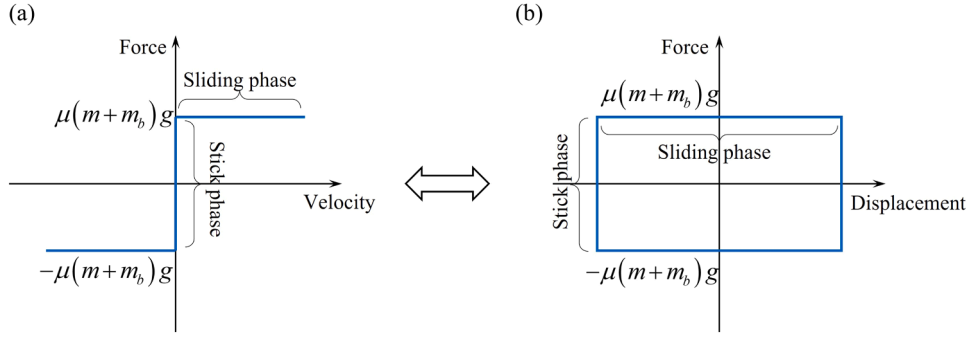 (a)
Force
Sliding phase
μ(m+m_b)g
Stick phase
Velocity
−μ(m+m_b)g
(b)
Force
μ(m+m_b)g
Sliding phase
Stick phase
Displacement
−μ(m+m_b)g